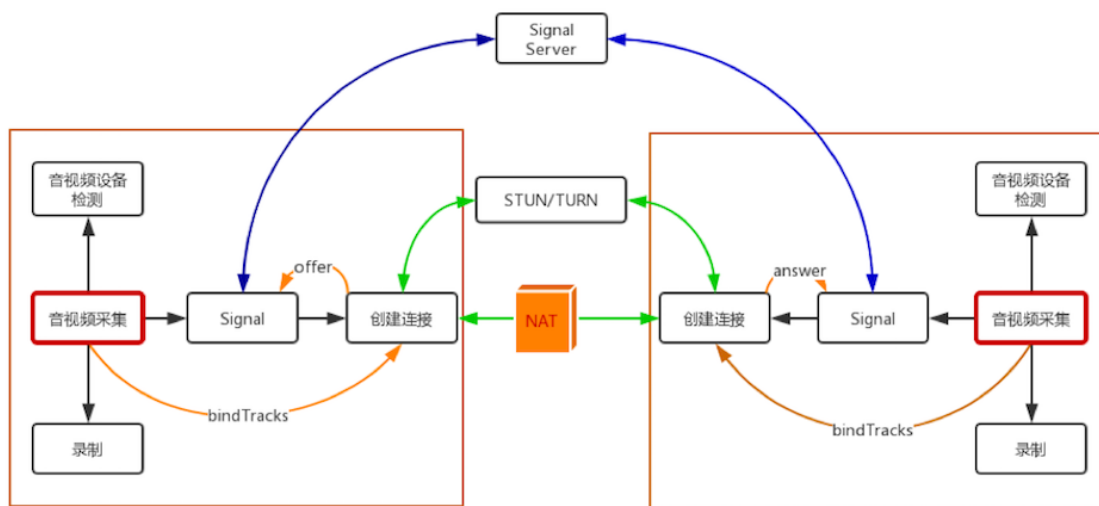 Signal
Server
音视频设备
检测
STUN/TURN
音视频设备
检测
offer
answer
音视频采集
Signal
创建连接
NAT
创建连接
Signal
音视频采集
bindTracks
bindTracks
录制
录制